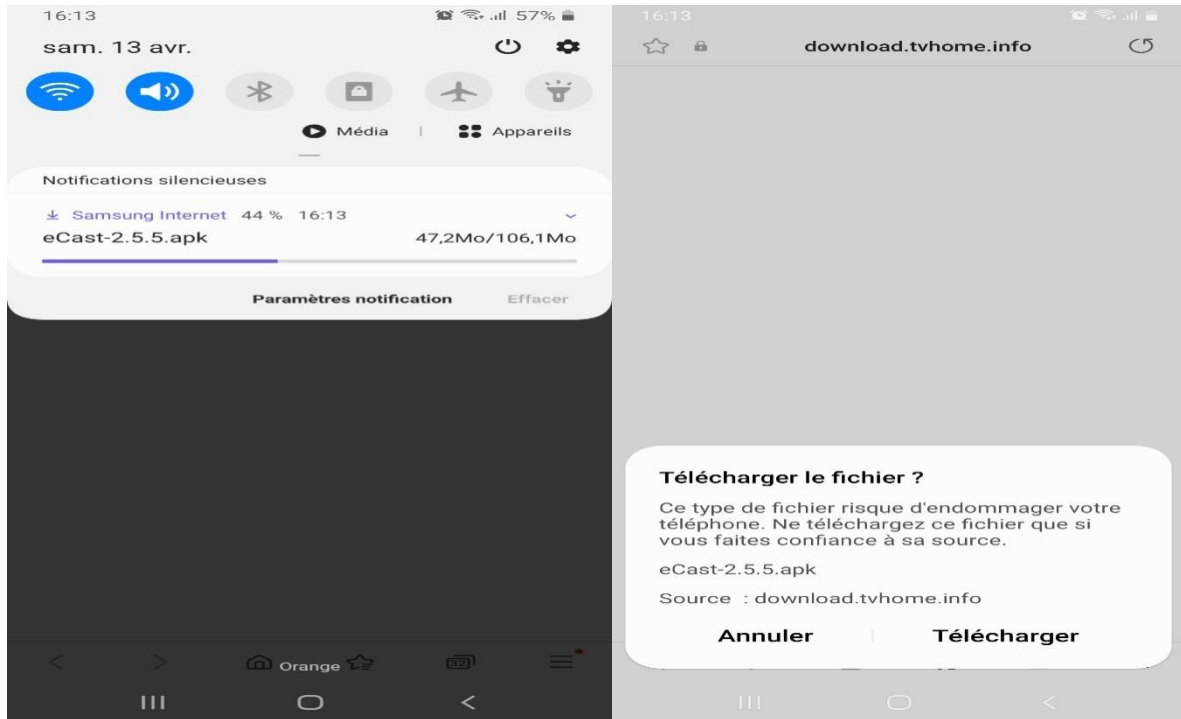 16:13 57%
sam. 13 avr.
Média | Appareils
Notifications silencieuses
Samsung Internet 44 % 16:13
eCast-2.5.5.apk 47,2Mo/106,1Mo
Paramètres notification Effacer
32
Orange
16:13
download.tvhome.info
Télécharger le fichier ?
Ce type de fichier risque d'endommager votre
téléphone. Ne téléchargez ce fichier que si
vous faites confiance à sa source.
eCast-2.5.5.apk
Source : download.tvhome.info
Annuler | Télécharger